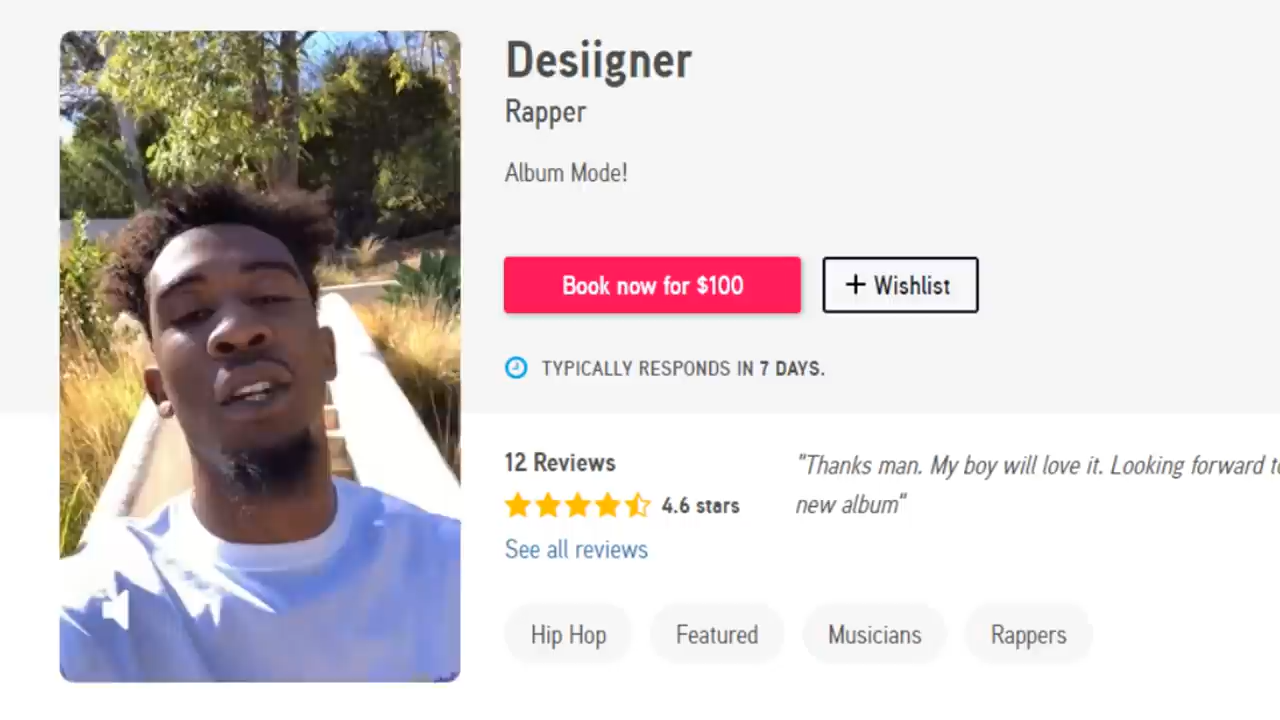 Desiigner
Rapper
Album Mode!
Book now for $100
+ Wishlist
TYPICALLY RESPONDS IN 7 DAYS.
12 Reviews
4.6 stars
See all reviews
"Thanks man. My boy will love it. Looking forward
new album"
Hip Hop
Featured
Musicians
Rappers